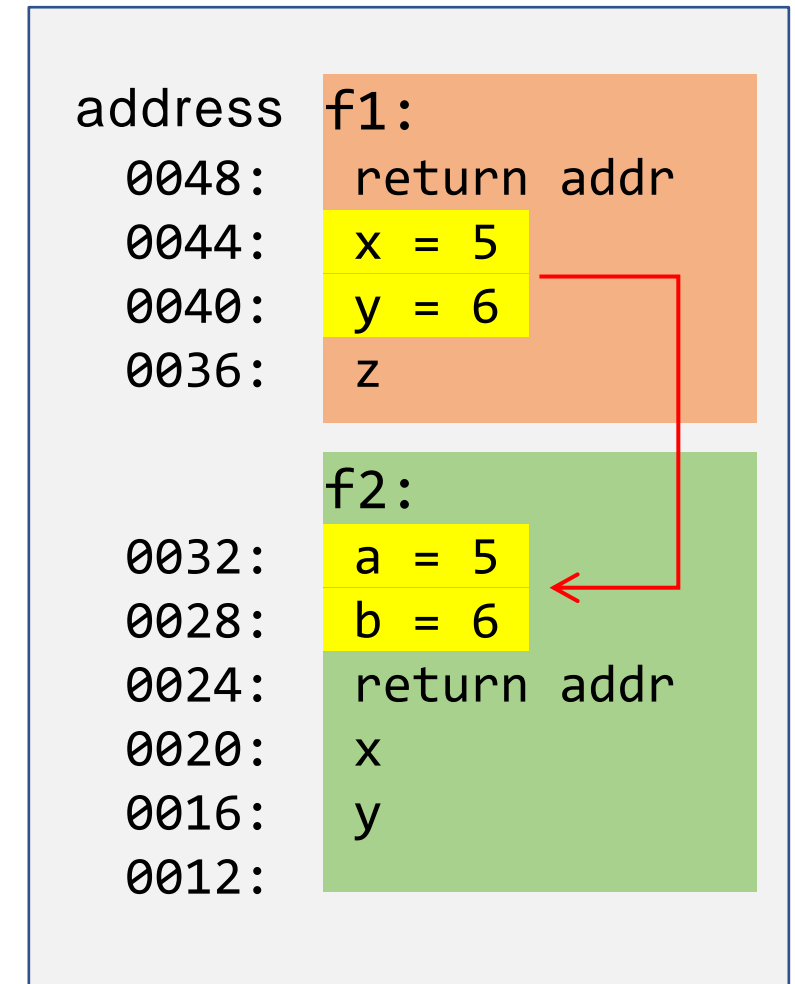 address f1:
0048: return addr
0044: x = 5
0040: y = 6
0036: z
f2:
0032: a = 5
0028: b = 6
0024: return addr
0020: x
0016: y
0012: